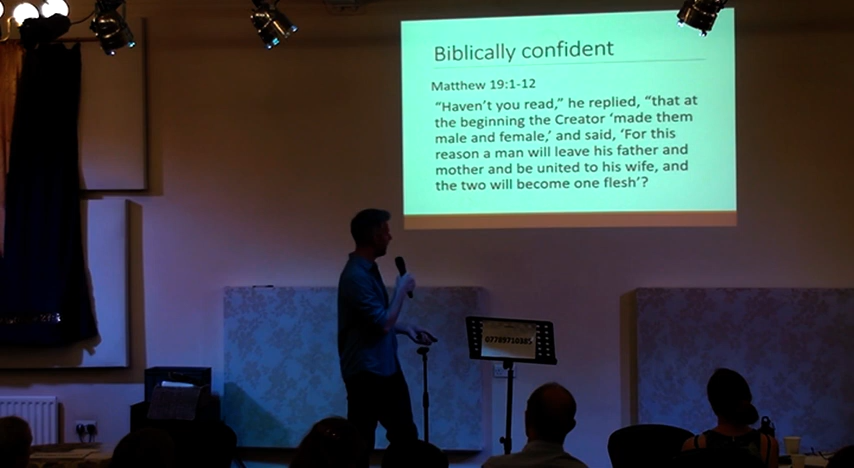 Biblically confident
Matthew 19:1-12
“Haven’t you read,” he replied, “that at
the beginning the Creator ‘made them
male and female,’ and said, ‘For this
reason a man will leave his father and
mother and be united to his wife, and
the two will become one flesh’?
07789710385